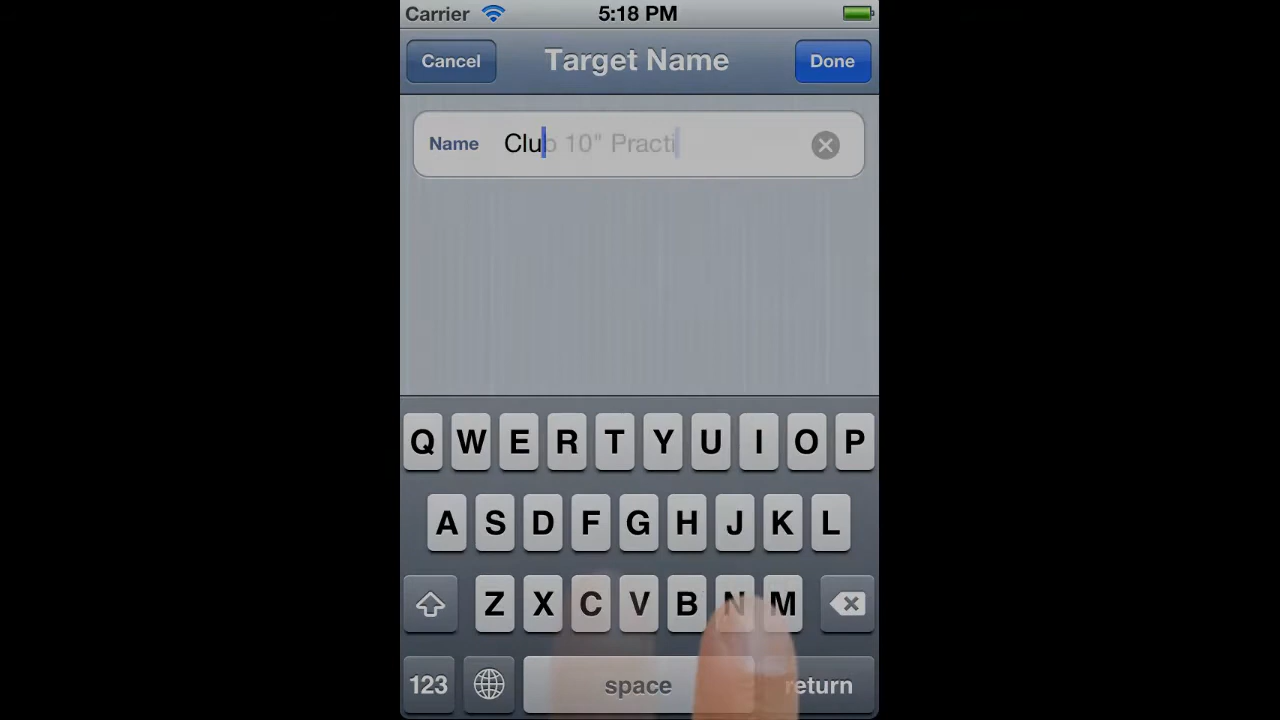 Carrier 5:18 PM
Cancel Target Name Done
Name Club 10" Practi
Q W E R T Y U I O P
A S D F G H J K L
Z X C V B N M
123 space return